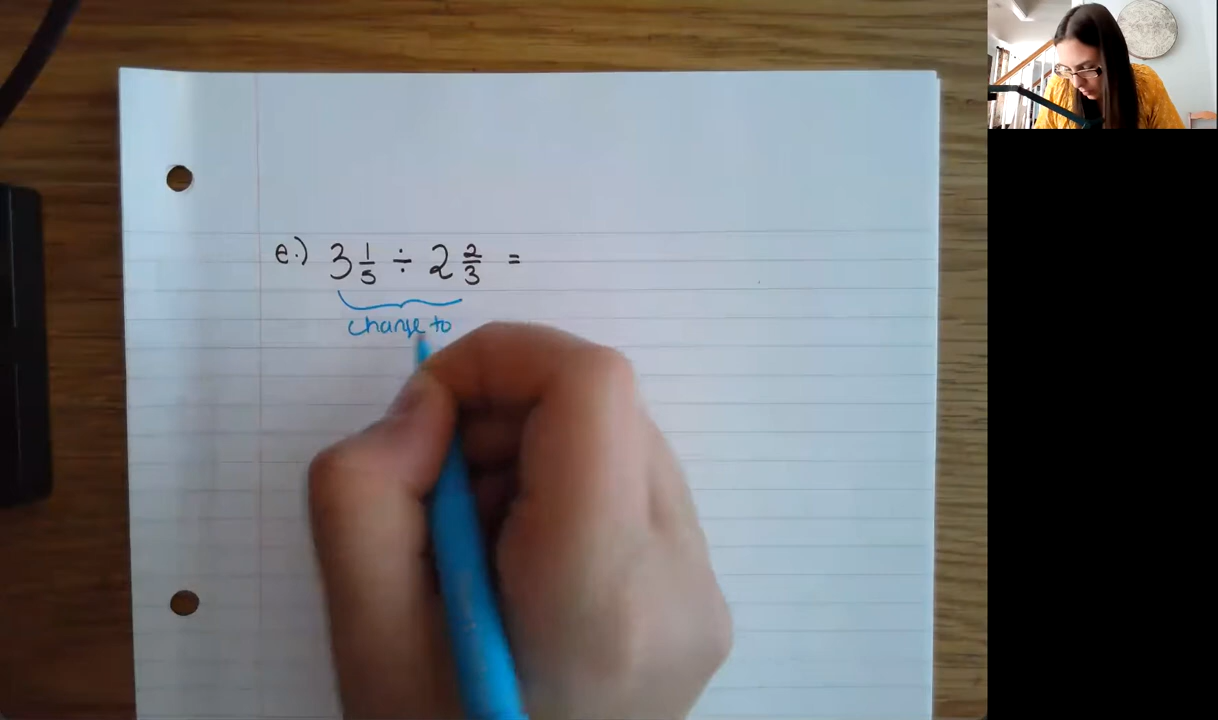 e.) 3 1/5 ÷ 2 2/3 =
change to